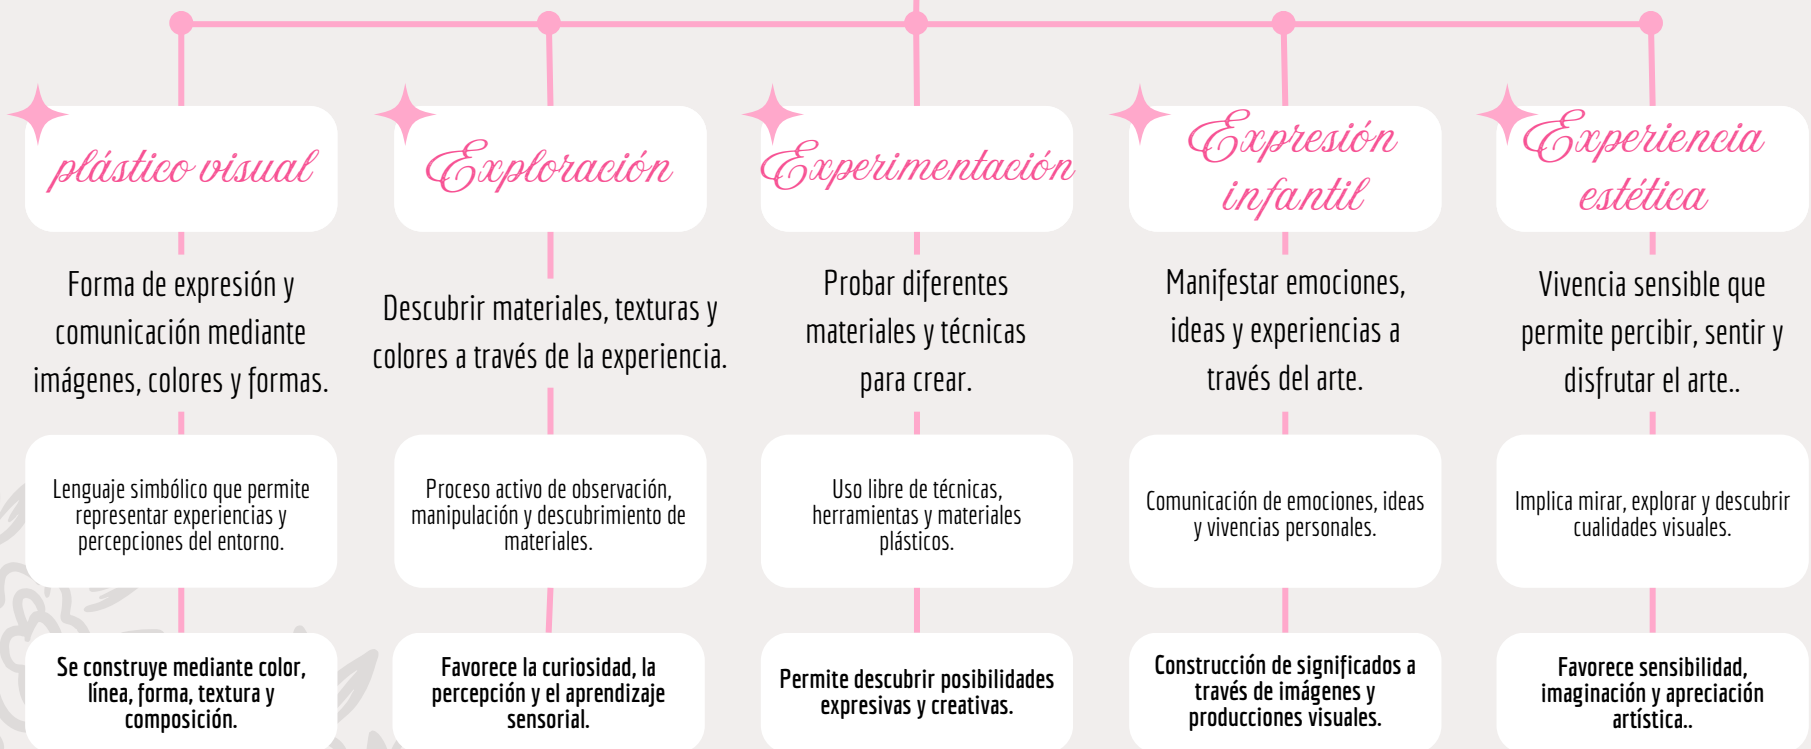 plástico visual
Forma de expresión y
comunicación mediante
imágenes, colores y formas.
Lenguaje simbólico que permite
representar experiencias y
percepciones del entorno.
Se construye mediante color,
línea, forma, textura y
composición.
Exploración
Descubrir materiales, texturas y
colores a través de la experiencia.
Proceso activo de observación,
manipulación y descubrimiento de
materiales.
Favorece la curiosidad, la
percepción y el aprendizaje
sensorial.
Experimentación
Probar diferentes
materiales y técnicas
para crear.
Uso libre de técnicas,
herramientas y materiales
plásticos.
Permite descubrir posibilidades
expresivas y creativas.
Expresión
infantil
Manifestar emociones,
ideas y experiencias a
través del arte.
Comunicación de emociones, ideas
y vivencias personales.
Construcción de significados a
través de imágenes y
producciones visuales.
Experiencia
estética
Vivencia sensible que
permite percibir, sentir y
disfrutar el arte..
Implica mirar, explorar y descubrir
cualidades visuales.
Favorece sensibilidad,
imaginación y apreciación
artística..